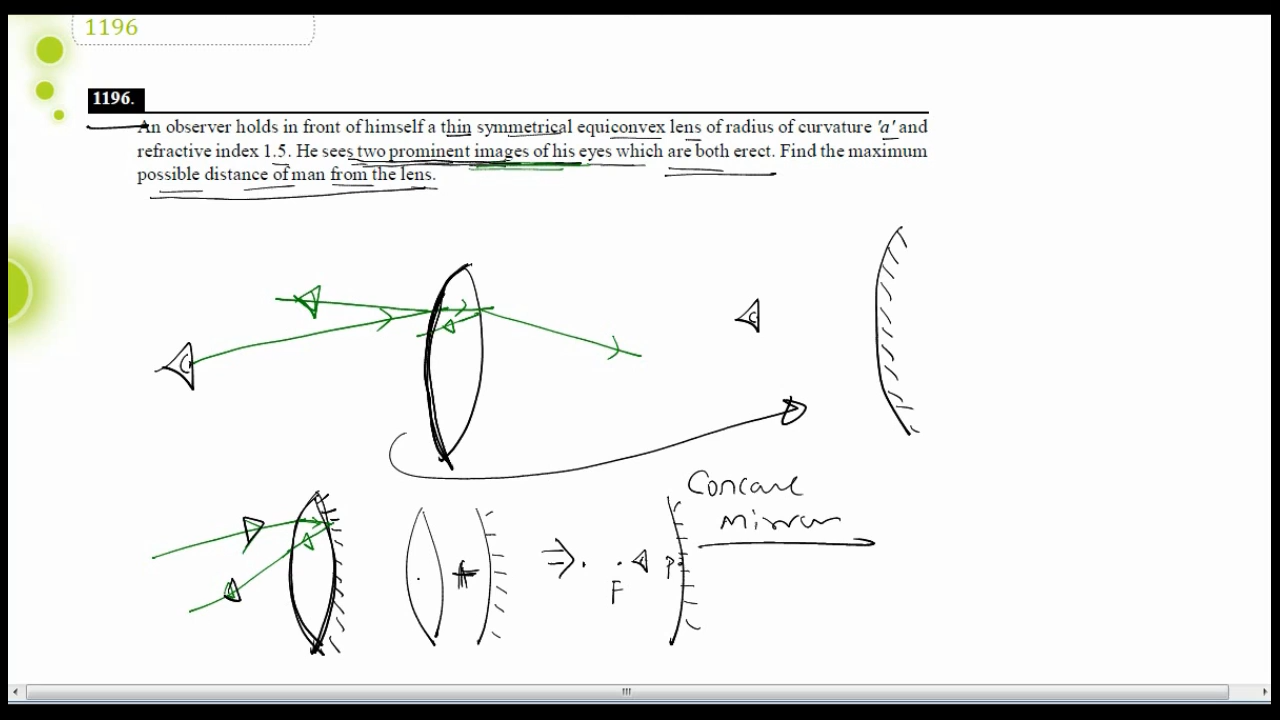 1196
1196.
An observer holds in front of himself a thin symmetrical equiconvex lens of radius of curvature 'a' and
refractive index 1.5. He sees two prominent images of his eyes which are both erect. Find the maximum
possible distance of man from the lens.
Concave
mirror
+
⇒
F
P